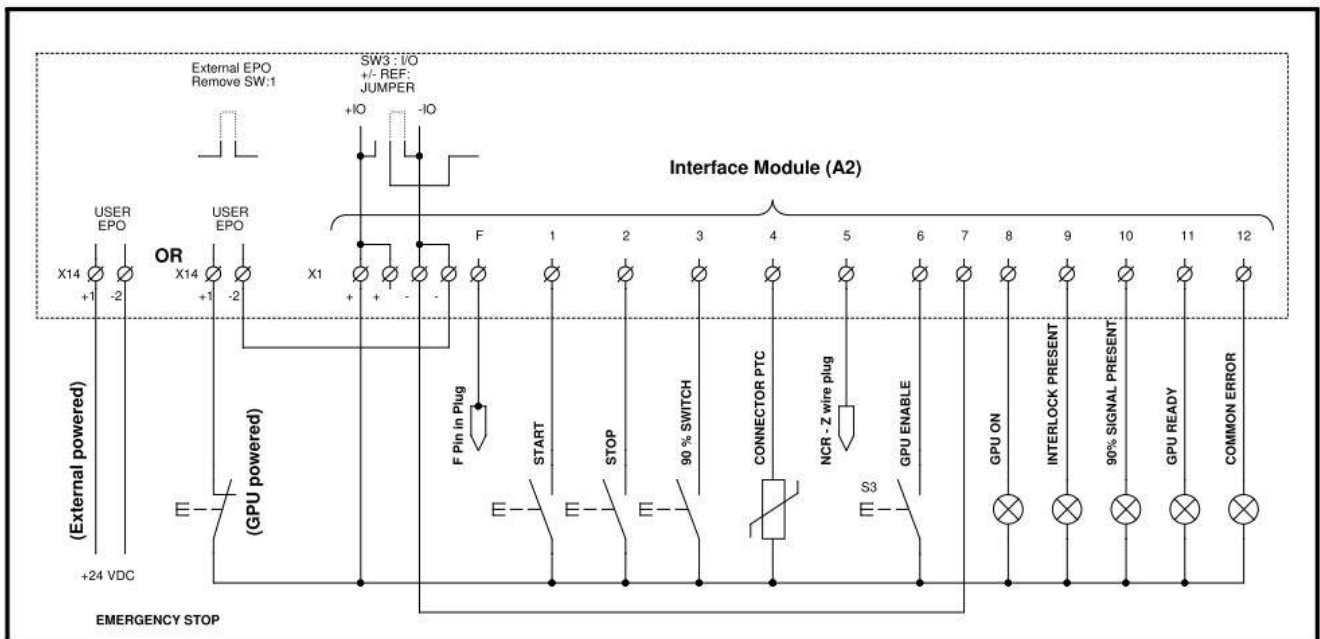 External EPO
Remove SW:1
SW3 : I/O
+/- REF:
JUMPER
+IO
-IO
Interface Module (A2)
USER
EPO
OR
USER
EPO
F
1
2
3
4
5
6
7
8
9
10
11
12
X14
X14
X1
+1
-2
+1
-2
+
+
-
-
(External powered)
(GPU powered)
F Pin in Plug
START
STOP
90 % SWITCH
CONNECTOR PTC
NCR - Z wire plug
GPU ENABLE
GPU ON
INTERLOCK PRESENT
90% SIGNAL PRESENT
GPU READY
COMMON ERROR
S3
+24 VDC
EMERGENCY STOP